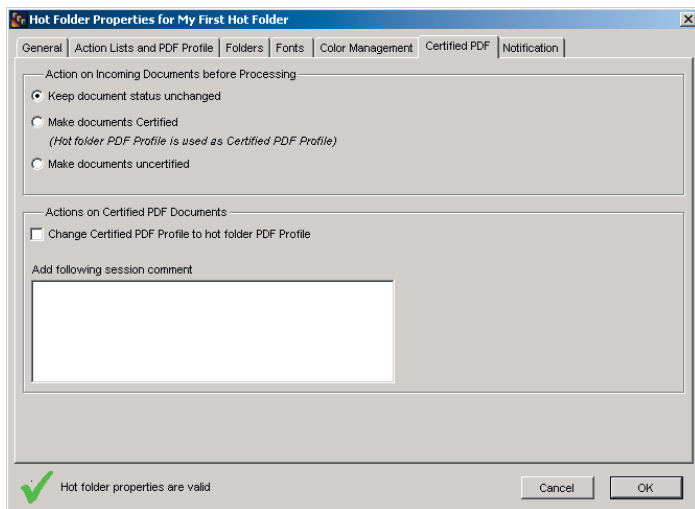 Hot Folder Properties for My First Hot Folder
General Action Lists and PDF Profile Folders Fonts Color Management Certified PDF Notification
Action on Incoming Documents before Processing
Keep document status unchanged
Make documents Certified
(Hot folder PDF Profile is used as Certified PDF Profile)
Make documents uncertified
Actions on Certified PDF Documents
Change Certified PDF Profile to hot folder PDF Profile
Add following session comment
Hot folder properties are valid
Cancel OK